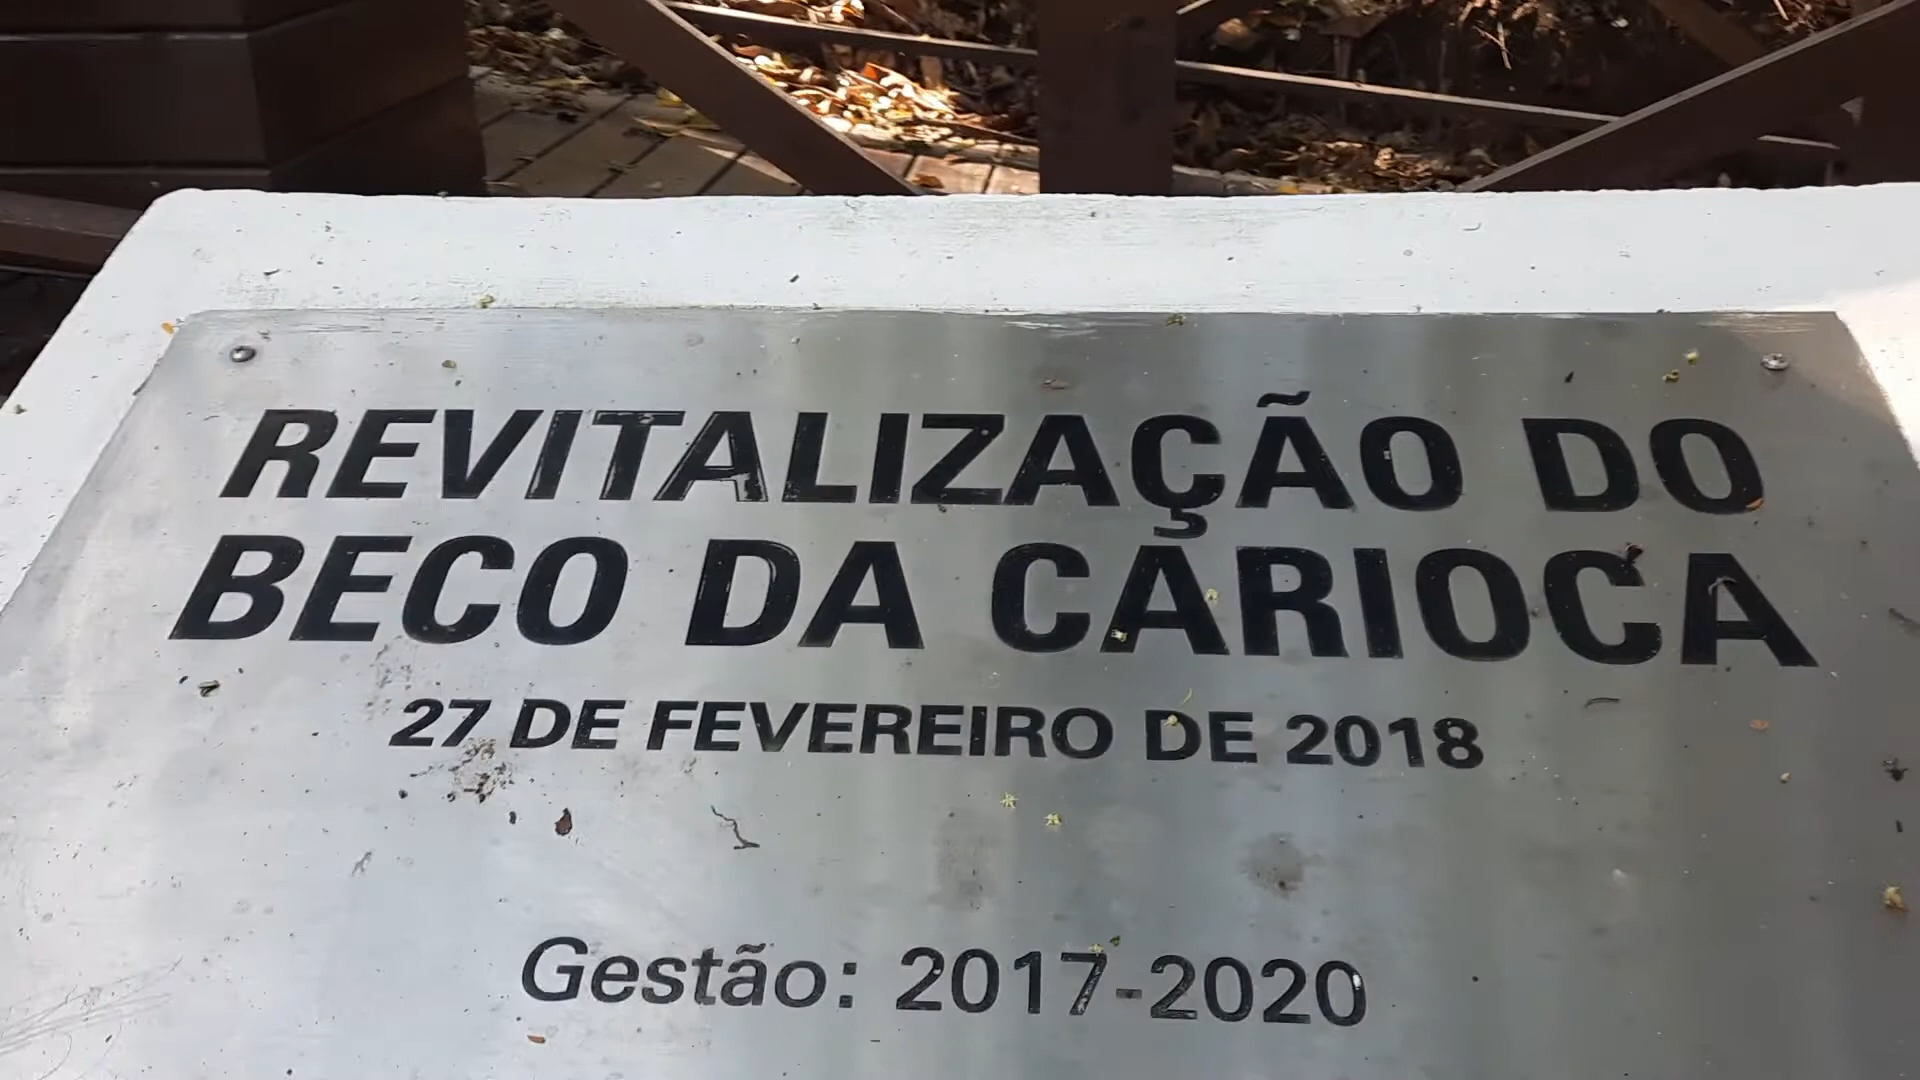 REVITALIZAÇÃO DO
BECO DA CARIOCA
27 DE FEVEREIRO DE 2018
Gestão: 2017-2020